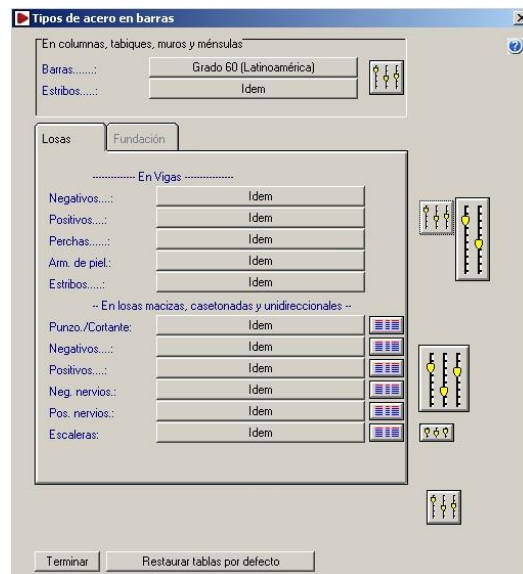 Tipos de acero en barras
En columnas, tabiques, muros y ménsulas
Barras.......: Grado 60 (Latinoamérica)
Estribos.....: Idem
Losas Fundación
------------- En Vigas ---------------
Negativos....: Idem
Positivos....: Idem
Perchas......: Idem
Arm. de piel.: Idem
Estribos.....: Idem
-- En losas macizas, casetonadas y unidireccionales --
Punzo./Cortante: Idem
Negativos....: Idem
Positivos....: Idem
Neg. nervios.: Idem
Pos. nervios.: Idem
Escaleras: Idem
Terminar Restaurar tablas por defecto